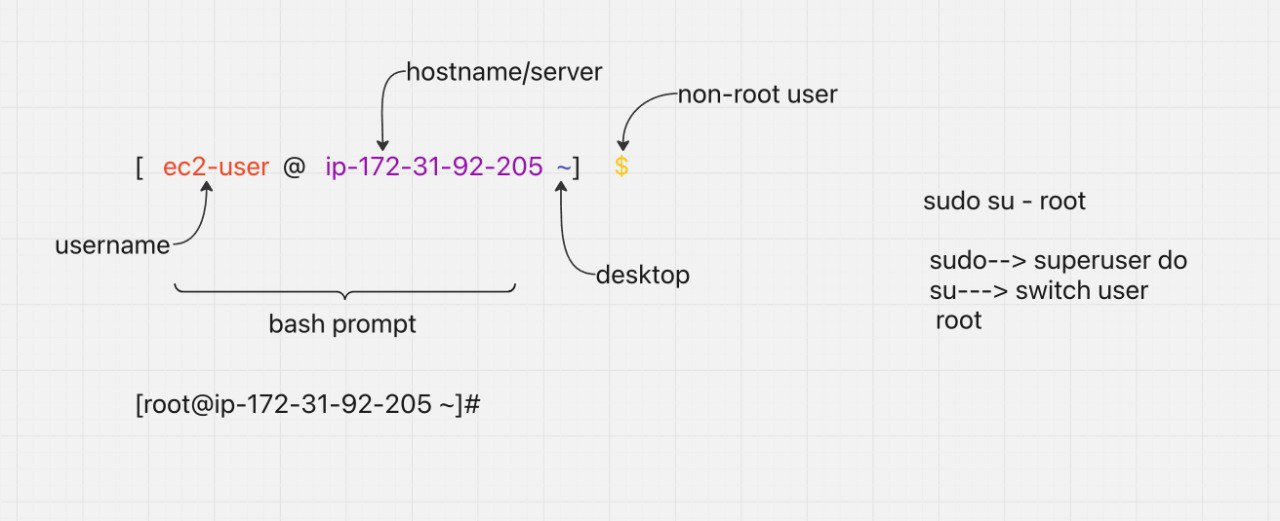 hostname/server
non-root user
[ ec2-user @ ip-172-31-92-205 ~] $
username
desktop
bash prompt
[root@ip-172-31-92-205 ~]#
sudo su - root
sudo--> superuser do
su---> switch user
root